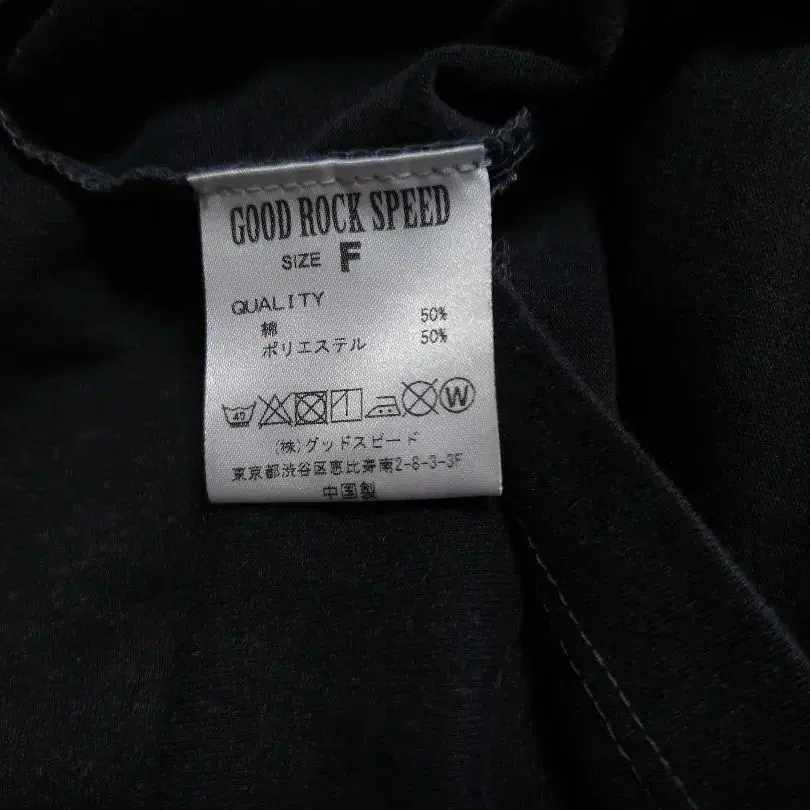 GOOD ROCK SPEED
SIZE F
QUALITY
綿 50%
ポリエステル 50%
40 W
(株)グッドスピード
東京都渋谷区恵比寿南2-8-3-3F
中国製